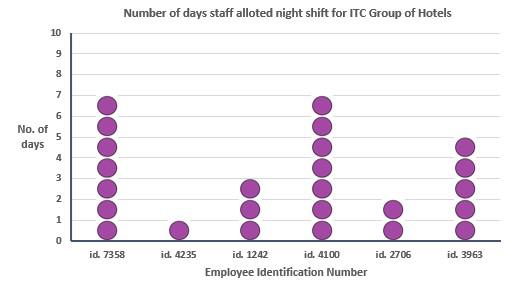 Number of days staff alloted night shift for ITC Group of Hotels
10
9
8
7
6
No. of
days
5
4
3
2
1
0
id. 7358 id. 4235 id. 1242 id. 4100 id. 2706 id. 3963
Employee Identification Number